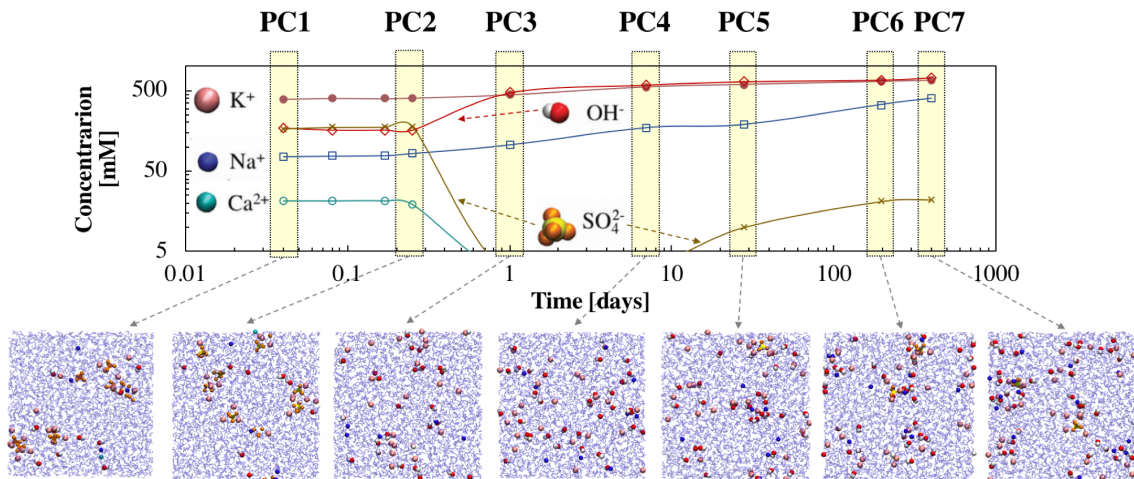 PC1 PC2 PC3 PC4 PC5 PC6 PC7
Concentrarion
[mM]
500
50
5
K⁺
Na⁺
Ca²⁺
OH⁻
SO₄²⁻
0.01 0.1 1 10 100 1000
Time [days]